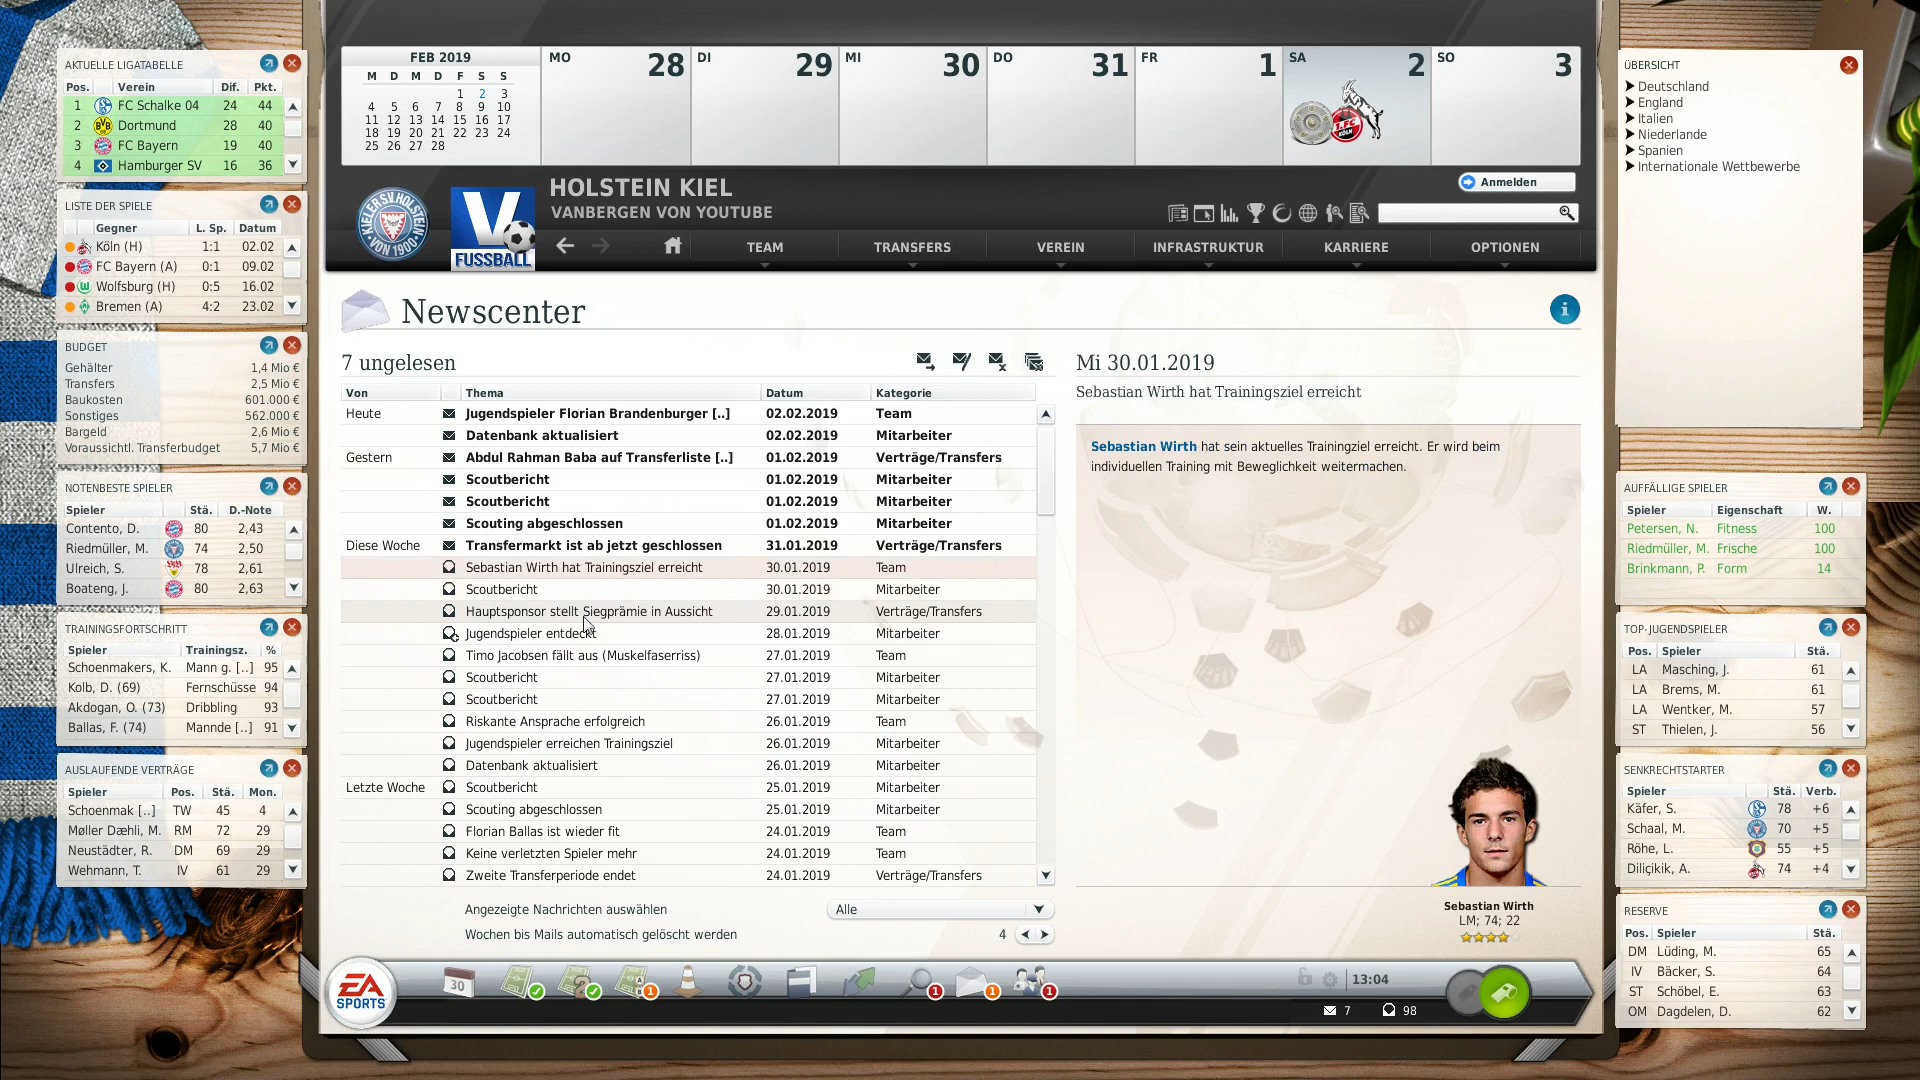 AKTUELLE LIGATABELLE
Pos. Verein Dif. Pkt.
1 FC Schalke 04 24 44
2 Dortmund 28 40
3 FC Bayern 19 40
4 Hamburger SV 16 36
LISTE DER SPIELE
Gegner L. Sp. Datum
Köln (H) 1:1 02.02
FC Bayern (A) 0:1 09.02
Wolfsburg (H) 0:5 16.02
Bremen (A) 4:2 23.02
BUDGET
Gehälter 1,4 Mio €
Transfers 2,5 Mio €
Baukosten 601.000 €
Sonstiges 562.000 €
Bargeld 2,6 Mio €
Voraussichtl. Transferbudget 5,7 Mio €
NOTENBESTE SPIELER
Spieler Stä. D.-Note
Contento, D. 80 2,43
Riedmüller, M. 74 2,50
Ulreich, S. 78 2,61
Boateng, J. 80 2,63
TRAININGSFORTSCHRITT
Spieler Trainingsz. %
Schoenmakers, K. Mann g. [..] 95
Kolb, D. (69) Fernschüsse 94
Akdogan, O. (73) Dribbling 93
Ballas, F. (74) Mannde [..] 91
AUSLAUFENDE VERTRÄGE
Spieler Pos. Stä. Mon.
Schoenmak [..] TW 45 4
Møller Dæhli, M. RM 72 29
Neustädter, R. DM 69 29
Wehmann, T. IV 61 29
FEB 2019
M D M D F S S
1 2 3
4 5 6 7 8 9 10
11 12 13 14 15 16 17
18 19 20 21 22 23 24
25 26 27 28
MO 28
DI 29
MI 30
DO 31
FR 1
SA 2
SO 3
1.FC KÖLN
KIELER S.V. HOLSTEIN VON 1900
V FUSSBALL
HOLSTEIN KIEL
VANBERGEN VON YOUTUBE
Anmelden
TEAM TRANSFERS VEREIN INFRASTRUKTUR KARRIERE OPTIONEN
Newscenter
i
7 ungelesen
Von Thema Datum Kategorie
Heute Jugendspieler Florian Brandenburger [..] 02.02.2019 Team
Datenbank aktualisiert 02.02.2019 Mitarbeiter
Gestern Abdul Rahman Baba auf Transferliste [..] 01.02.2019 Verträge/Transfers
Scoutbericht 01.02.2019 Mitarbeiter
Scoutbericht 01.02.2019 Mitarbeiter
Scouting abgeschlossen 01.02.2019 Mitarbeiter
Diese Woche Transfermarkt ist ab jetzt geschlossen 31.01.2019 Verträge/Transfers
Sebastian Wirth hat Trainingsziel erreicht 30.01.2019 Team
Scoutbericht 30.01.2019 Mitarbeiter
Hauptsponsor stellt Siegprämie in Aussicht 29.01.2019 Verträge/Transfers
Jugendspieler entdeckt 28.01.2019 Mitarbeiter
Timo Jacobsen fällt aus (Muskelfaserriss) 27.01.2019 Team
Scoutbericht 27.01.2019 Mitarbeiter
Scoutbericht 27.01.2019 Mitarbeiter
Riskante Ansprache erfolgreich 26.01.2019 Team
Jugendspieler erreichen Trainingsziel 26.01.2019 Mitarbeiter
Datenbank aktualisiert 26.01.2019 Mitarbeiter
Letzte Woche Scoutbericht 25.01.2019 Mitarbeiter
Scouting abgeschlossen 25.01.2019 Mitarbeiter
Florian Ballas ist wieder fit 24.01.2019 Team
Keine verletzten Spieler mehr 24.01.2019 Team
Zweite Transferperiode endet 24.01.2019 Verträge/Transfers
Angezeigte Nachrichten auswählen Alle
Wochen bis Mails automatisch gelöscht werden 4
Mi 30.01.2019
Sebastian Wirth hat Trainingsziel erreicht
Sebastian Wirth hat sein aktuelles Trainingziel erreicht. Er wird beim
individuellen Training mit Beweglichkeit weitermachen.
Sebastian Wirth
LM; 74; 22
EA SPORTS
30
1
1
1
1
13:04
7 98
ÜBERSICHT
Deutschland
England
Italien
Niederlande
Spanien
Internationale Wettbewerbe
AUFFÄLLIGE SPIELER
Spieler Eigenschaft W.
Petersen, N. Fitness 100
Riedmüller, M. Frische 100
Brinkmann, P. Form 14
TOP-JUGENDSPIELER
Pos. Spieler Stä.
LA Masching, J. 61
LA Brems, M. 61
LA Wentker, M. 57
ST Thielen, J. 56
SENKRECHTSTARTER
Spieler Stä. Verb.
Käfer, S. 78 +6
Schaal, M. 70 +5
Röhe, L. 55 +5
Diliçikik, A. 74 +4
RESERVE
Pos. Spieler Stä.
DM Lüding, M. 65
IV Bäcker, S. 64
ST Schöbel, E. 63
OM Dagdelen, D. 62